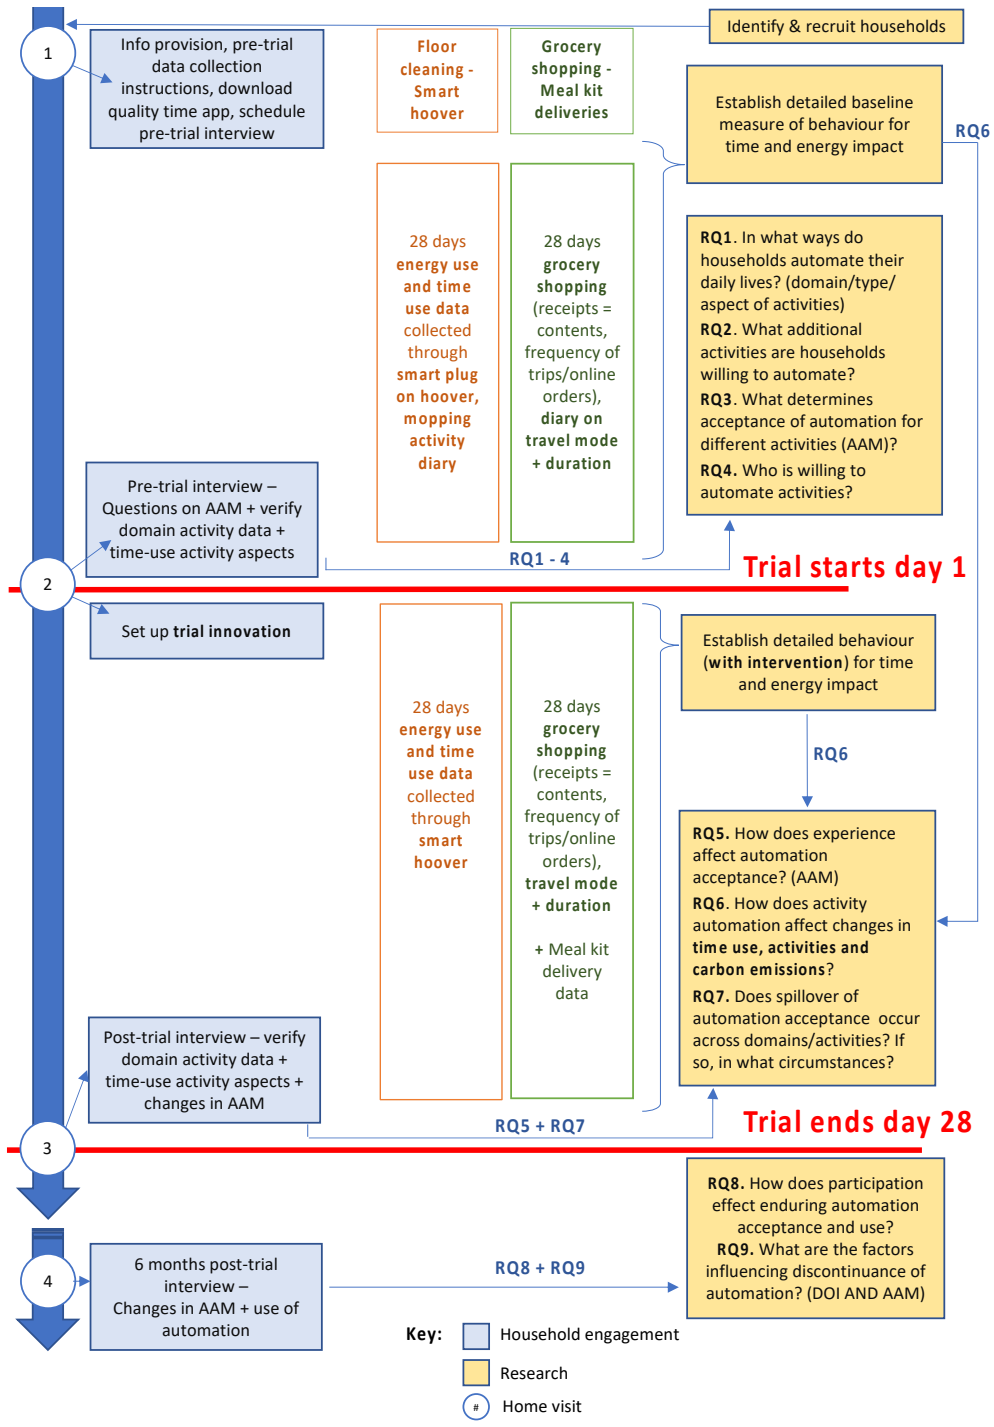 Identify & recruit households
1
Info provision, pre-trial
data collection
instructions, download
quality time app, schedule
pre-trial interview
Floor
cleaning -
Smart
hoover
Grocery
shopping -
Meal kit
deliveries
Establish detailed baseline
measure of behaviour for
time and energy impact
RQ6
28 days
energy use
and time
use data
collected
through
smart plug
on hoover,
mopping
activity
diary
28 days
grocery
shopping
(receipts =
contents,
frequency of
trips/online
orders),
diary on
travel mode
+ duration
RQ1. In what ways do
households automate their
daily lives? (domain/type/
aspect of activities)
RQ2. What additional
activities are households
willing to automate?
RQ3. What determines
acceptance of automation for
different activities (AAM)?
RQ4. Who is willing to
automate activities?
Pre-trial interview –
Questions on AAM + verify
domain activity data +
time-use activity aspects
RQ1 - 4
Trial starts day 1
2
Set up trial innovation
28 days
energy use
and time
use data
collected
through
smart
hoover
28 days
grocery
shopping
(receipts =
contents,
frequency of
trips/online
orders),
travel mode
+ duration
+ Meal kit
delivery
data
Establish detailed behaviour
(with intervention) for time
and energy impact
RQ6
RQ5. How does experience
affect automation
acceptance? (AAM)
RQ6. How does activity
automation affect changes in
time use, activities and
carbon emissions?
RQ7. Does spillover of
automation acceptance occur
across domains/activities? If
so, in what circumstances?
Post-trial interview – verify
domain activity data +
time-use activity aspects +
changes in AAM
RQ5 + RQ7
Trial ends day 28
3
RQ8. How does participation
effect enduring automation
acceptance and use?
RQ9. What are the factors
influencing discontinuance of
automation? (DOI AND AAM)
4
6 months post-trial
interview –
Changes in AAM + use of
automation
RQ8 + RQ9
Key:
Household engagement
Research
#
Home visit